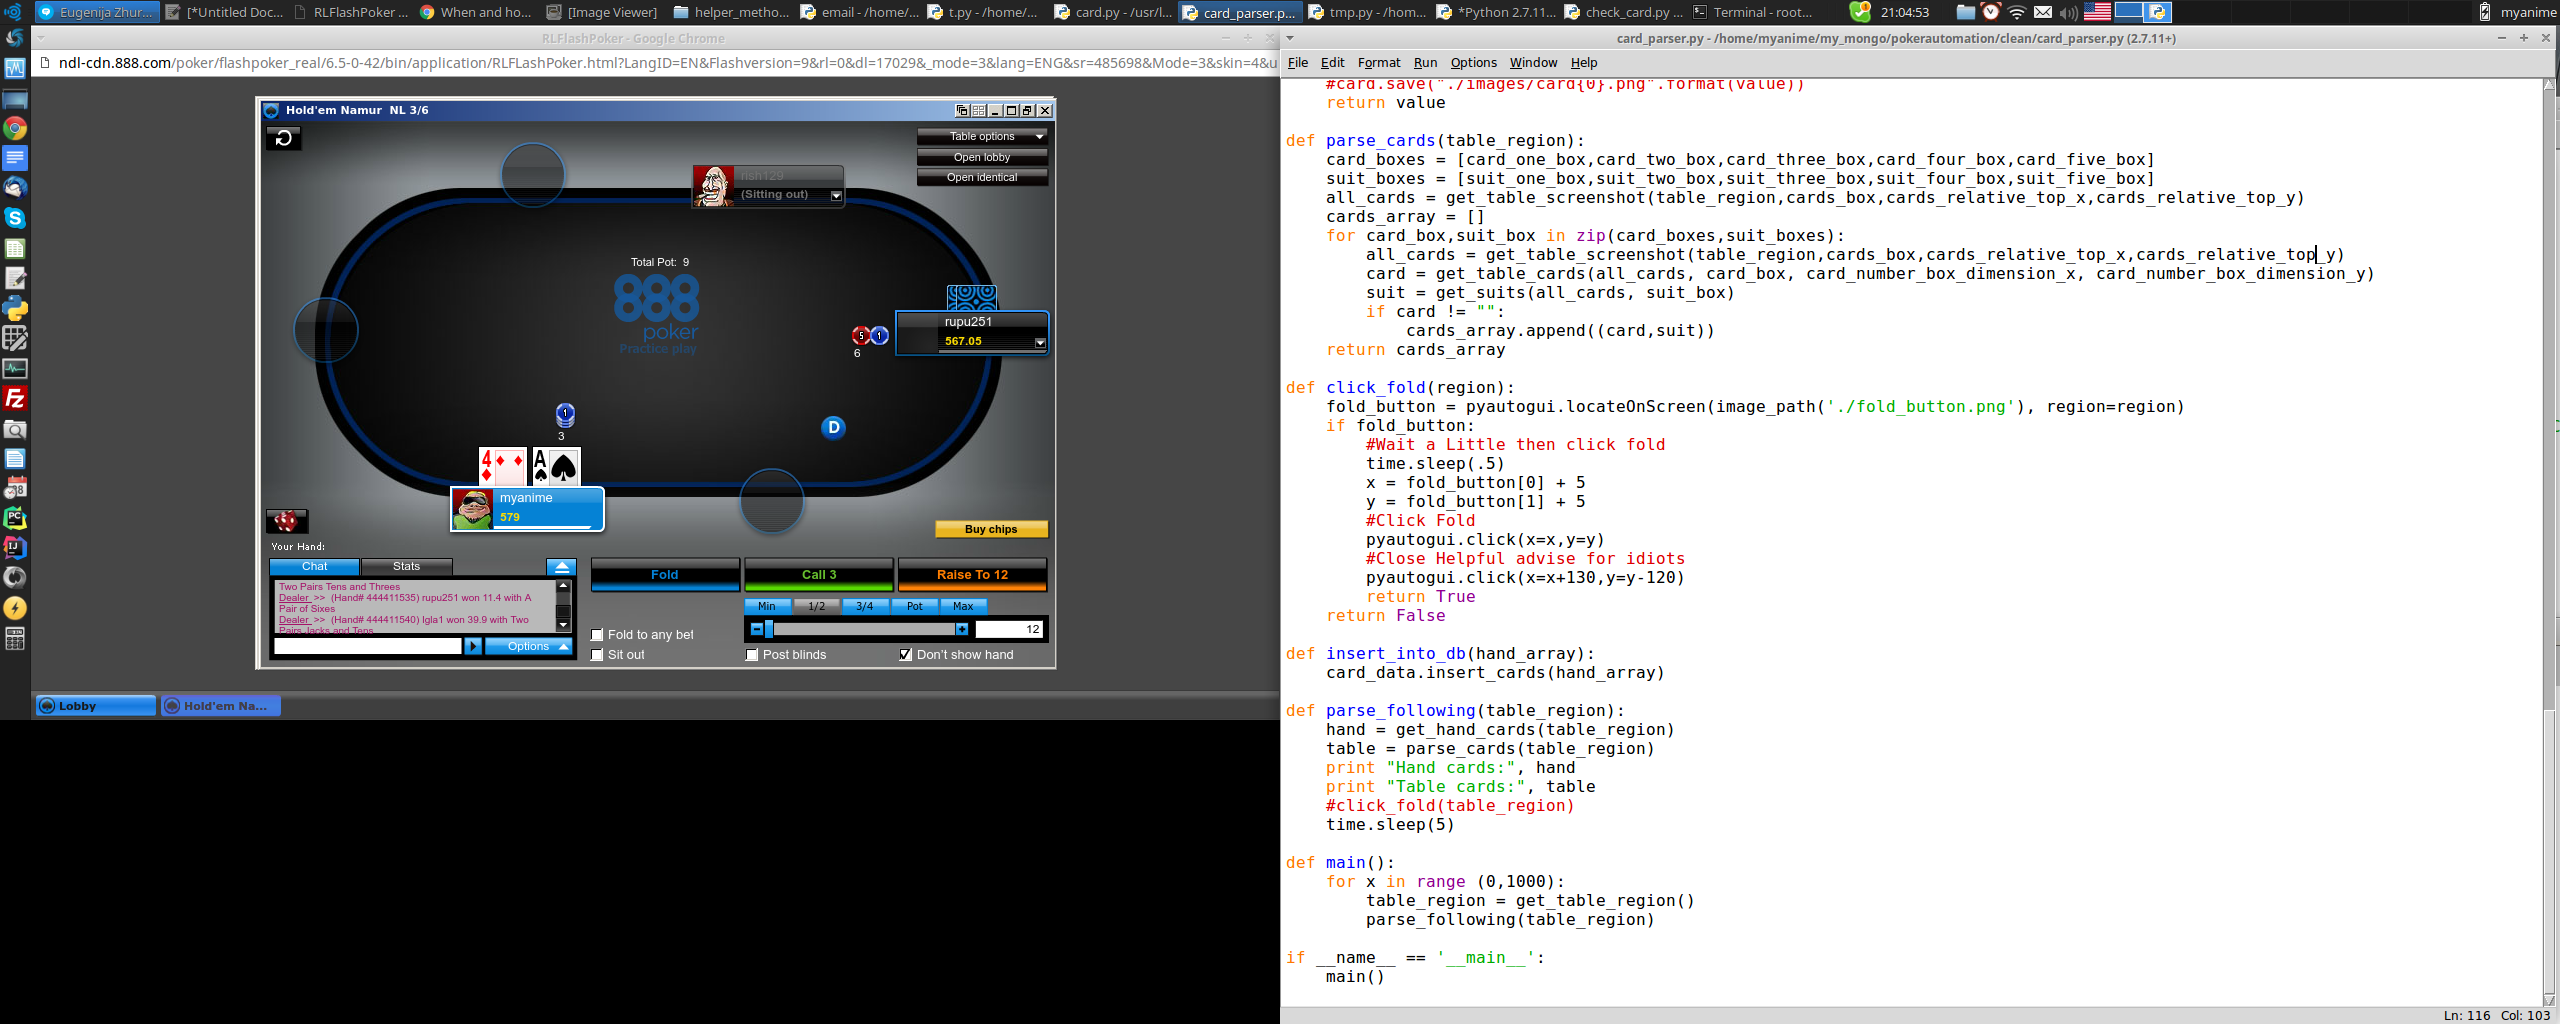 Eugenija Zhur...
[*Untitled Doc...
RLFlashPoker ...
When and ho...
[Image Viewer]
helper_metho...
email - /home/...
t.py - /home/...
card.py - /usr/l...
card_parser.p...
tmp.py - /hom...
*Python 2.7.11...
check_card.py ...
Terminal - root...
21:04:53
myanime
RLFlashPoker - Google Chrome
ndl-cdn.888.com/poker/flashpoker_real/6.5-0-42/bin/application/RLFLashPoker.html?LangID=EN&Flashversion=9&rl=0&dl=17029&_mode=3&lang=ENG&sr=485698&Mode=3&skin=4&u
Hold'em Namur NL 3/6
Table options
Open lobby
Open identical
rish129
(Sitting out)
Total Pot: 9
888
poker
Practice play
rupu251
567.05
5 1
6
1
3
D
4 A
myanime
579
Buy chips
Your Hand:
Chat Stats
Two Pairs Tens and Threes
Dealer >> (Hand# 444411535) rupu251 won 11.4 with A
Pair of Sixes
Dealer >> (Hand# 444411540) lgla1 won 39.9 with Two
Pairs Jacks and Tens
Options
Fold
Call 3
Raise To 12
Min 1/2 3/4 Pot Max
12
Fold to any bet
Sit out
Post blinds
Don't show hand
Lobby
Hold'em Na...
card_parser.py - /home/myanime/my_mongo/pokerautomation/clean/card_parser.py (2.7.11+)
File Edit Format Run Options Window Help
#card.save("./images/card{0}.png".format(value))
return value
def parse_cards(table_region):
card_boxes = [card_one_box,card_two_box,card_three_box,card_four_box,card_five_box]
suit_boxes = [suit_one_box,suit_two_box,suit_three_box,suit_four_box,suit_five_box]
all_cards = get_table_screenshot(table_region,cards_box,cards_relative_top_x,cards_relative_top_y)
cards_array = []
for card_box,suit_box in zip(card_boxes,suit_boxes):
all_cards = get_table_screenshot(table_region,cards_box,cards_relative_top_x,cards_relative_top_y)
card = get_table_cards(all_cards, card_box, card_number_box_dimension_x, card_number_box_dimension_y)
suit = get_suits(all_cards, suit_box)
if card != "":
cards_array.append((card,suit))
return cards_array
def click_fold(region):
fold_button = pyautogui.locateOnScreen(image_path('./fold_button.png'), region=region)
if fold_button:
#Wait a Little then click fold
time.sleep(.5)
x = fold_button[0] + 5
y = fold_button[1] + 5
#Click Fold
pyautogui.click(x=x,y=y)
#Close Helpful advise for idiots
pyautogui.click(x=x+130,y=y-120)
return True
return False
def insert_into_db(hand_array):
card_data.insert_cards(hand_array)
def parse_following(table_region):
hand = get_hand_cards(table_region)
table = parse_cards(table_region)
print "Hand cards:", hand
print "Table cards:", table
#click_fold(table_region)
time.sleep(5)
def main():
for x in range (0,1000):
table_region = get_table_region()
parse_following(table_region)
if __name__ == '__main__':
main()
Ln: 116 Col: 103